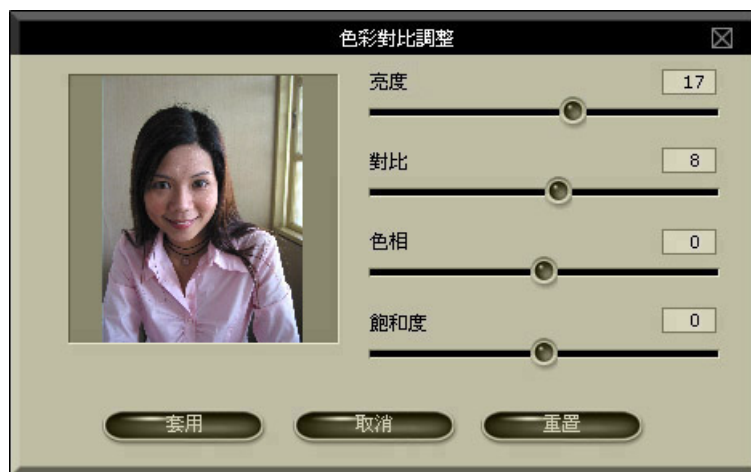 色彩對比調整
亮度 17
對比 8
色相 0
飽和度 0
套用 取消 重置